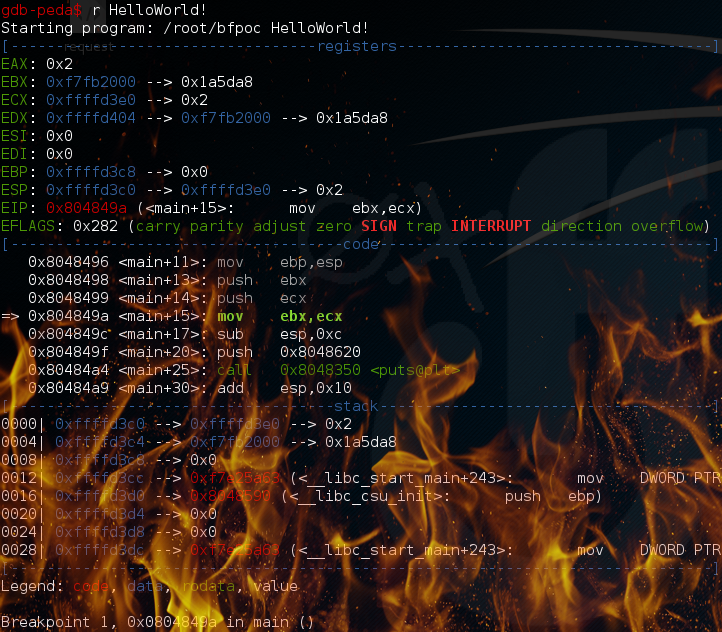 gdb-peda$ r HelloWorld!
Starting program: /root/bfpoc HelloWorld!
[----------------------------------registers-----------------------------------]
EAX: 0x2
EBX: 0xf7fb2000 --> 0x1a5da8
ECX: 0xffffd3e0 --> 0x2
EDX: 0xffffd404 --> 0xf7fb2000 --> 0x1a5da8
ESI: 0x0
EDI: 0x0
EBP: 0xffffd3c8 --> 0x0
ESP: 0xffffd3c0 --> 0xffffd3e0 --> 0x2
EIP: 0x804849a (<main+15>:      mov    ebx,ecx)
EFLAGS: 0x282 (carry parity adjust zero SIGN trap INTERRUPT direction overflow)
[-------------------------------------code-------------------------------------]
   0x8048496 <main+11>: mov    ebp,esp
   0x8048498 <main+13>: push   ebx
   0x8048499 <main+14>: push   ecx
=> 0x804849a <main+15>: mov    ebx,ecx
   0x804849c <main+17>: sub    esp,0xc
   0x804849f <main+20>: push   0x8048620
   0x80484a4 <main+25>: call   0x8048350 <puts@plt>
   0x80484a9 <main+30>: add    esp,0x10
[------------------------------------stack-------------------------------------]
0000| 0xffffd3c0 --> 0xffffd3e0 --> 0x2
0004| 0xffffd3c4 --> 0xf7fb2000 --> 0x1a5da8
0008| 0xffffd3c8 --> 0x0
0012| 0xffffd3cc --> 0xf7e25a63 (<__libc_start_main+243>:       mov    DWORD PTR
0016| 0xffffd3d0 --> 0x8048590 (<__libc_csu_init>:      push   ebp)
0020| 0xffffd3d4 --> 0x0
0024| 0xffffd3d8 --> 0x0
0028| 0xffffd3dc --> 0xf7e25a63 (<__libc_start_main+243>:       mov    DWORD PTR
[------------------------------------------------------------------------------]
Legend: code, data, rodata, value

Breakpoint 1, 0x0804849a in main ()